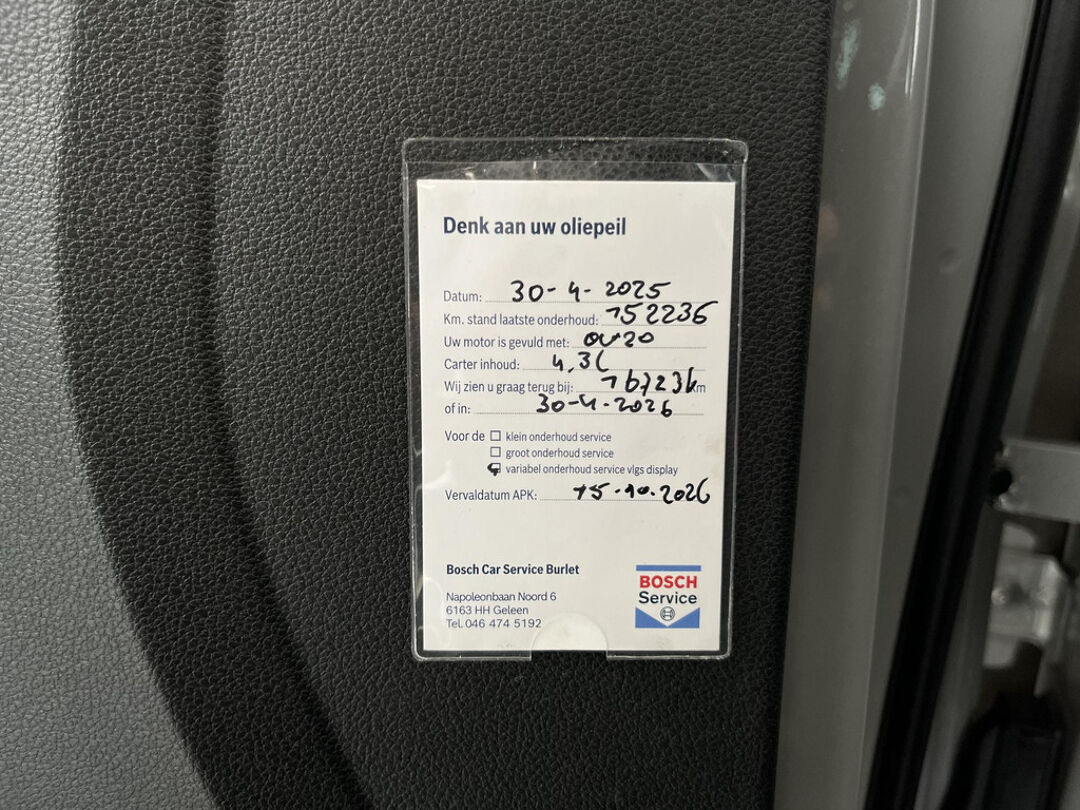 Denk aan uw oliepeil
Datum: 30-4-2025
Km. stand laatste onderhoud: 152236
Uw motor is gevuld met: 0W20
Carter inhoud: 4,3L
Wij zien u graag terug bij: km
of in: 30-4-2026
Voor de klein onderhoud service
groot onderhoud service
variabel onderhoud service vlgs display
Vervaldatum APK: 15.10.2026
Bosch Car Service Burlet
Napoleonbaan Noord 6
6163 HH Geleen
Tel. 046 474 5192
BOSCH
Service